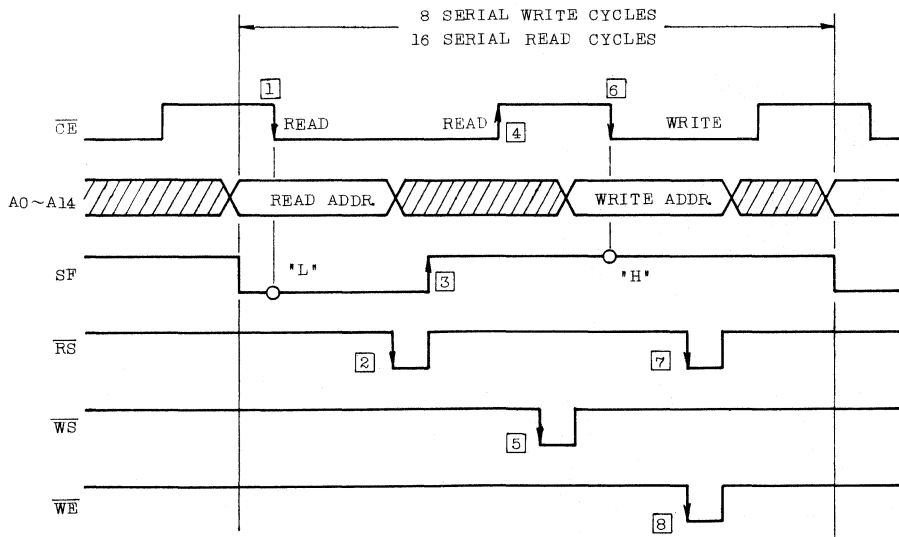 8 SERIAL WRITE CYCLES
16 SERIAL READ CYCLES
1
6
CE
READ
READ
4
WRITE
A0~A14
READ ADDR.
WRITE ADDR.
SF
"L"
3
"H"
RS
2
7
WS
5
WE
8